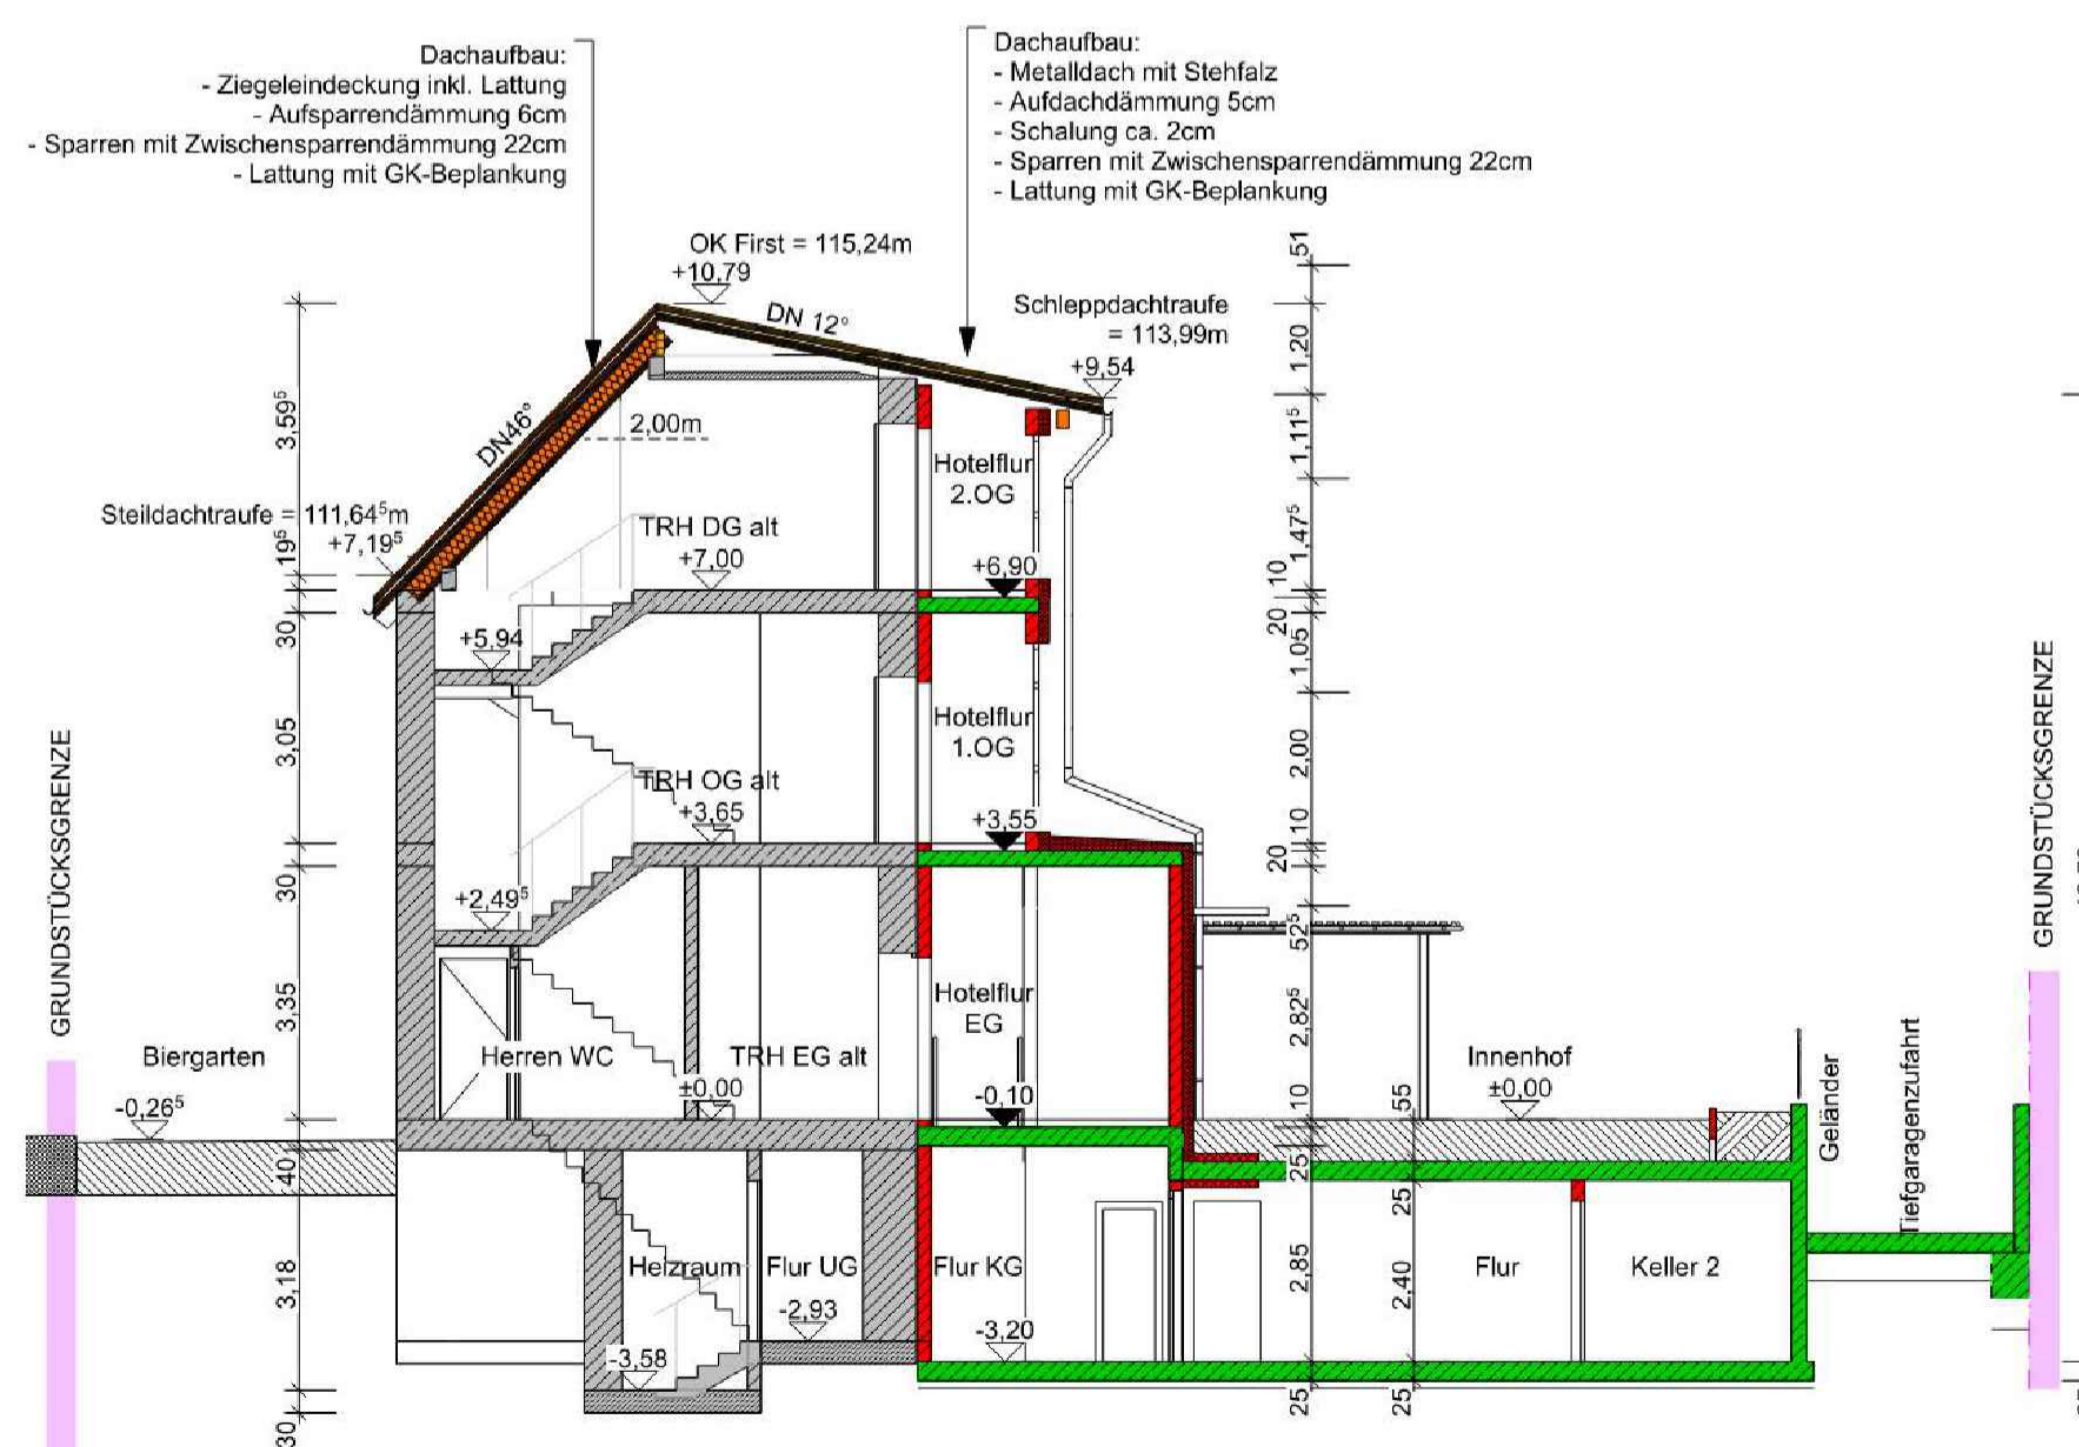 Dachaufbau:
- Ziegeleindeckung inkl. Lattung
- Aufsparrendämmung 6cm
- Sparren mit Zwischensparrendämmung 22cm
- Lattung mit GK-Beplankung
Dachaufbau:
- Metalldach mit Stehfalz
- Aufdachdämmung 5cm
- Schalung ca. 2cm
- Sparren mit Zwischensparrendämmung 22cm
- Lattung mit GK-Beplankung
OK First = 115,24m
+10,79
DN 12°
Schleppdachtraufe
= 113,99m
+9,54
DN46°
2,00m
Steildachtraufe = 111,64⁵m
+7,19⁵
Hotelflur
2.OG
TRH DG alt
+7,00
+6,90
+5,94
Hotelflur
1.OG
TRH OG alt
+3,65
+3,55
+2,49⁵
Hotelflur
EG
Herren WC
TRH EG alt
±0,00
-0,10
Biergarten
-0,26⁵
Innenhof
±0,00
Heizraum
Flur UG
-2,93
-3,58
Flur KG
-3,20
Flur
Keller 2
Geländer
Tiefgaragenzufahrt
GRUNDSTÜCKSGRENZE
GRUNDSTÜCKSGRENZE
3,59⁵
19⁵
30
3,05
30
3,35
40
3,18
30
51
1,20
1,11⁵
1,47⁵
10
20
1,05
2,00
10
20
52⁵
2,82⁵
10
25
2,85
25
55
25
2,40
25